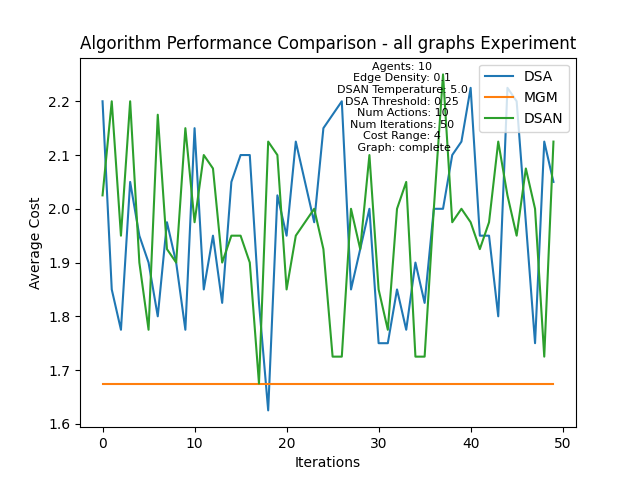 Algorithm Performance Comparison - all graphs Experiment
Agents: 10
Edge Density: 0.1
DSAN Temperature: 5.0
DSA Threshold: 0.25
Num Actions: 10
Num Iterations: 50
Cost Range: 4
Graph: complete
DSA
MGM
DSAN
2.2
2.1
2.0
1.9
1.8
1.7
1.6
Average Cost
0
10
20
30
40
50
Iterations